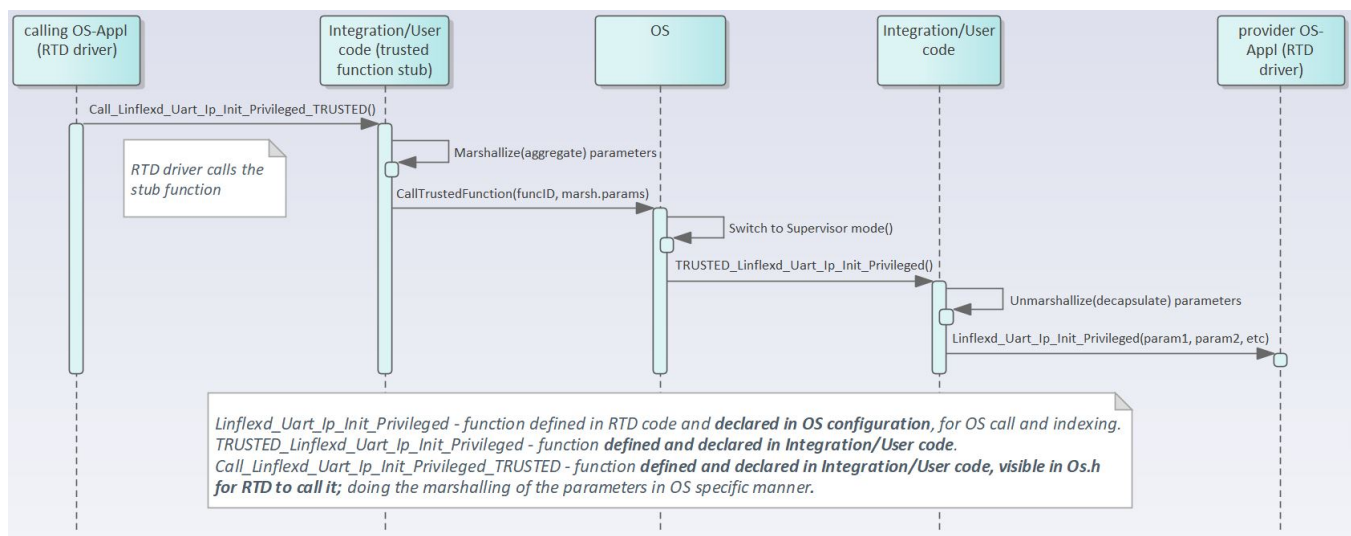 calling OS-Appl
(RTD driver)
Integration/User
code (trusted
function stub)
OS
Integration/User
code
provider OS-
Appl (RTD
driver)
Call_Linflexd_Uart_Ip_Init_Privileged_TRUSTED()
RTD driver calls the
stub function
Marshallize(aggregate) parameters
CallTrustedFunction(funcID, marsh.params)
Switch to Supervisor mode()
TRUSTED_Linflexd_Uart_Ip_Init_Privileged()
Unmarshallize(decapsulate) parameters
Linflexd_Uart_Ip_Init_Privileged(param1, param2, etc)
Linflexd_Uart_Ip_Init_Privileged - function defined in RTD code and declared in OS configuration, for OS call and indexing.
TRUSTED_Linflexd_Uart_Ip_Init_Privileged - function defined and declared in Integration/User code.
Call_Linflexd_Uart_Ip_Init_Privileged_TRUSTED - function defined and declared in Integration/User code, visible in Os.h
for RTD to call it; doing the marshalling of the parameters in OS specific manner.